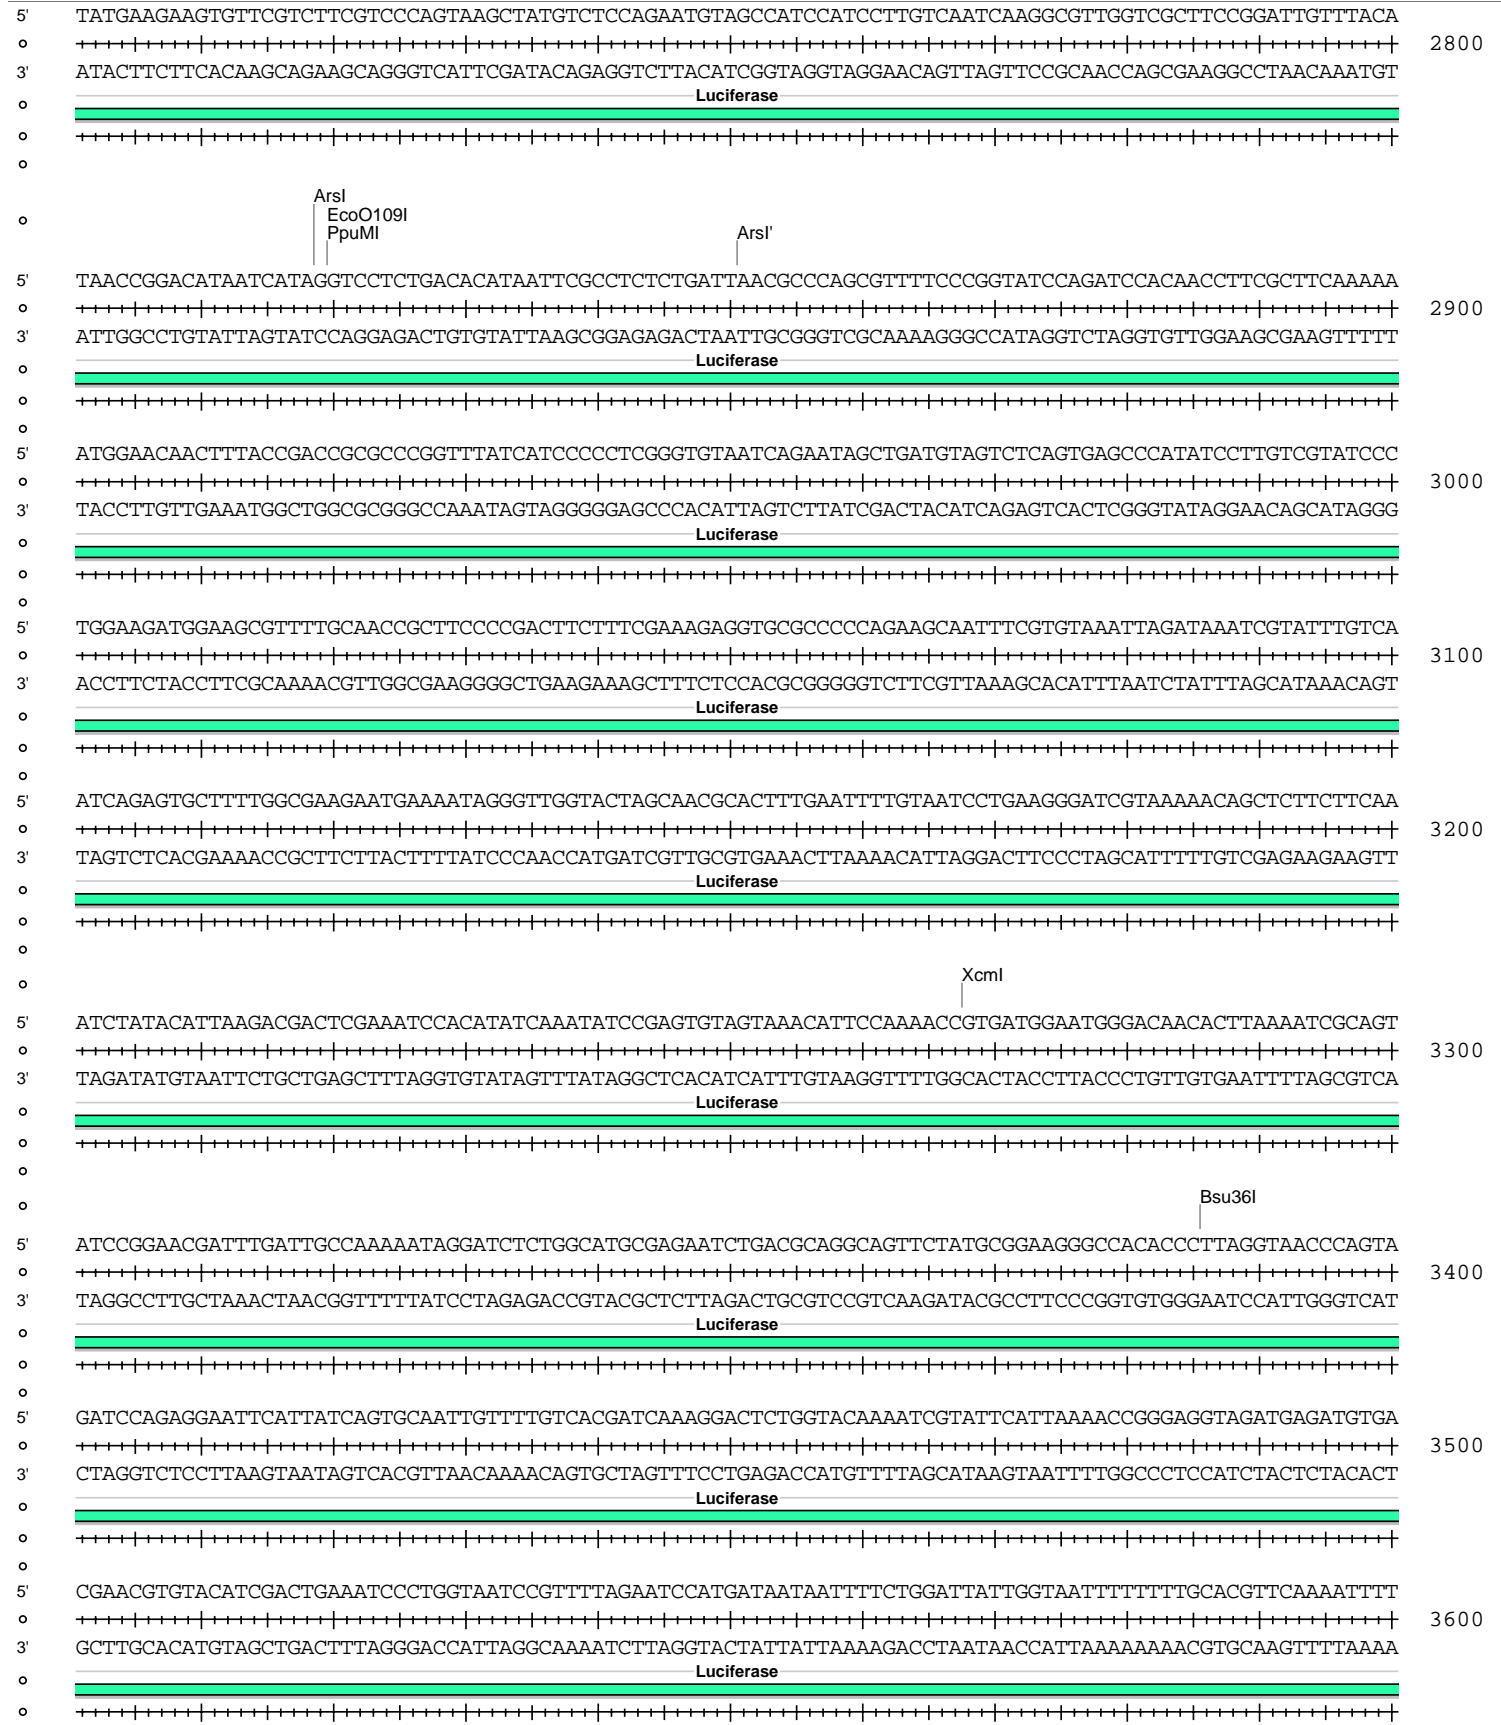 5' TATGAAGAAGTGTTCGTCTTCGTCCCAGTAAGCTATGTCTCCAGAATGTAGCCATCCATCCTTGTCAATCAAGGCGTTGGTCGCTTCCGGATTGTTTACA
2800
3' ATACTTCTTCACAAGCAGAAGCAGGGTCATTCGATACAGAGGTCTTACATCGGTAGGTAGGAACAGTTAGTTCCGCAACCAGCGAAGGCCTAACAAATGT
Luciferase
ArsI
EcoO109I
PpuMI ArsI'
5' TAACCGGACATAATCATAGGTCCTCTGACACATAATTCGCCTCTCTGATTAACGCCCAGCGTTTTCCCGGTATCCAGATCCACAACCTTCGCTTCAAAAA
2900
3' ATTGGCCTGTATTAGTATCCAGGAGACTGTGTATTAAGCGGAGAGACTAATTGCGGGTCGCAAAAGGGCCATAGGTCTAGGTGTTGGAAGCGAAGTTTTT
Luciferase
5' ATGGAACAACTTTACCGACCGCGCCCGGTTTATCATCCCCCTCGGGTGTAATCAGAATAGCTGATGTAGTCTCAGTGAGCCCATATCCTTGTCGTATCCC
3000
3' TACCTTGTTGAAATGGCTGGCGCGGGCCAAATAGTAGGGGGAGCCCACATTAGTCTTATCGACTACATCAGAGTCACTCGGGTATAGGAACAGCATAGGG
Luciferase
5' TGGAAGATGGAAGCGTTTTGCAACCGCTTCCCCGACTTCTTTCGAAAGAGGTGCGCCCCCAGAAGCAATTTCGTGTAAATTAGATAAATCGTATTTGTCA
3100
3' ACCTTCTACCTTCGCAAAACGTTGGCGAAGGGGCTGAAGAAAGCTTTCTCCACGCGGGGGTCTTCGTTAAAGCACATTTAATCTATTTAGCATAAACAGT
Luciferase
5' ATCAGAGTGCTTTTGGCGAAGAATGAAAATAGGGTTGGTACTAGCAACGCACTTTGAATTTTGTAATCCTGAAGGGATCGTAAAAACAGCTCTTCTTCAA
3200
3' TAGTCTCACGAAAACCGCTTCTTACTTTTATCCCAACCATGATCGTTGCGTGAAACTTAAAACATTAGGACTTCCCTAGCATTTTTGTCGAGAAGAAGTT
Luciferase
XcmI
5' ATCTATACATTAAGACGACTCGAAATCCACATATCAAATATCCGAGTGTAGTAAACATTCCAAAACCGTGATGGAATGGGACAACACTTAAAATCGCAGT
3300
3' TAGATATGTAATTCTGCTGAGCTTTAGGTGTATAGTTTATAGGCTCACATCATTTGTAAGGTTTTGGCACTACCTTACCCTGTTGTGAATTTTAGCGTCA
Luciferase
Bsu36I
5' ATCCGGAACGATTTGATTGCCAAAAATAGGATCTCTGGCATGCGAGAATCTGACGCAGGCAGTTCTATGCGGAAGGGCCACACCCTTAGGTAACCCAGTA
3400
3' TAGGCCTTGCTAAACTAACGGTTTTTATCCTAGAGACCGTACGCTCTTAGACTGCGTCCGTCAAGATACGCCTTCCCGGTGTGGGAATCCATTGGGTCAT
Luciferase
5' GATCCAGAGGAATTCATTATCAGTGCAATTGTTTTGTCACGATCAAAGGACTCTGGTACAAAATCGTATTCATTAAAACCGGGAGGTAGATGAGATGTGA
3500
3' CTAGGTCTCCTTAAGTAATAGTCACGTTAACAAAACAGTGCTAGTTTCCTGAGACCATGTTTTAGCATAAGTAATTTTGGCCCTCCATCTACTCTACACT
Luciferase
5' CGAACGTGTACATCGACTGAAATCCCTGGTAATCCGTTTTAGAATCCATGATAATAATTTTCTGGATTATTGGTAATTTTTTTTGCACGTTCAAAATTTT
3600
3' GCTTGCACATGTAGCTGACTTTAGGGACCATTAGGCAAAATCTTAGGTACTATTATTAAAAGACCTAATAACCATTAAAAAAAACGTGCAAGTTTTAAAA
Luciferase